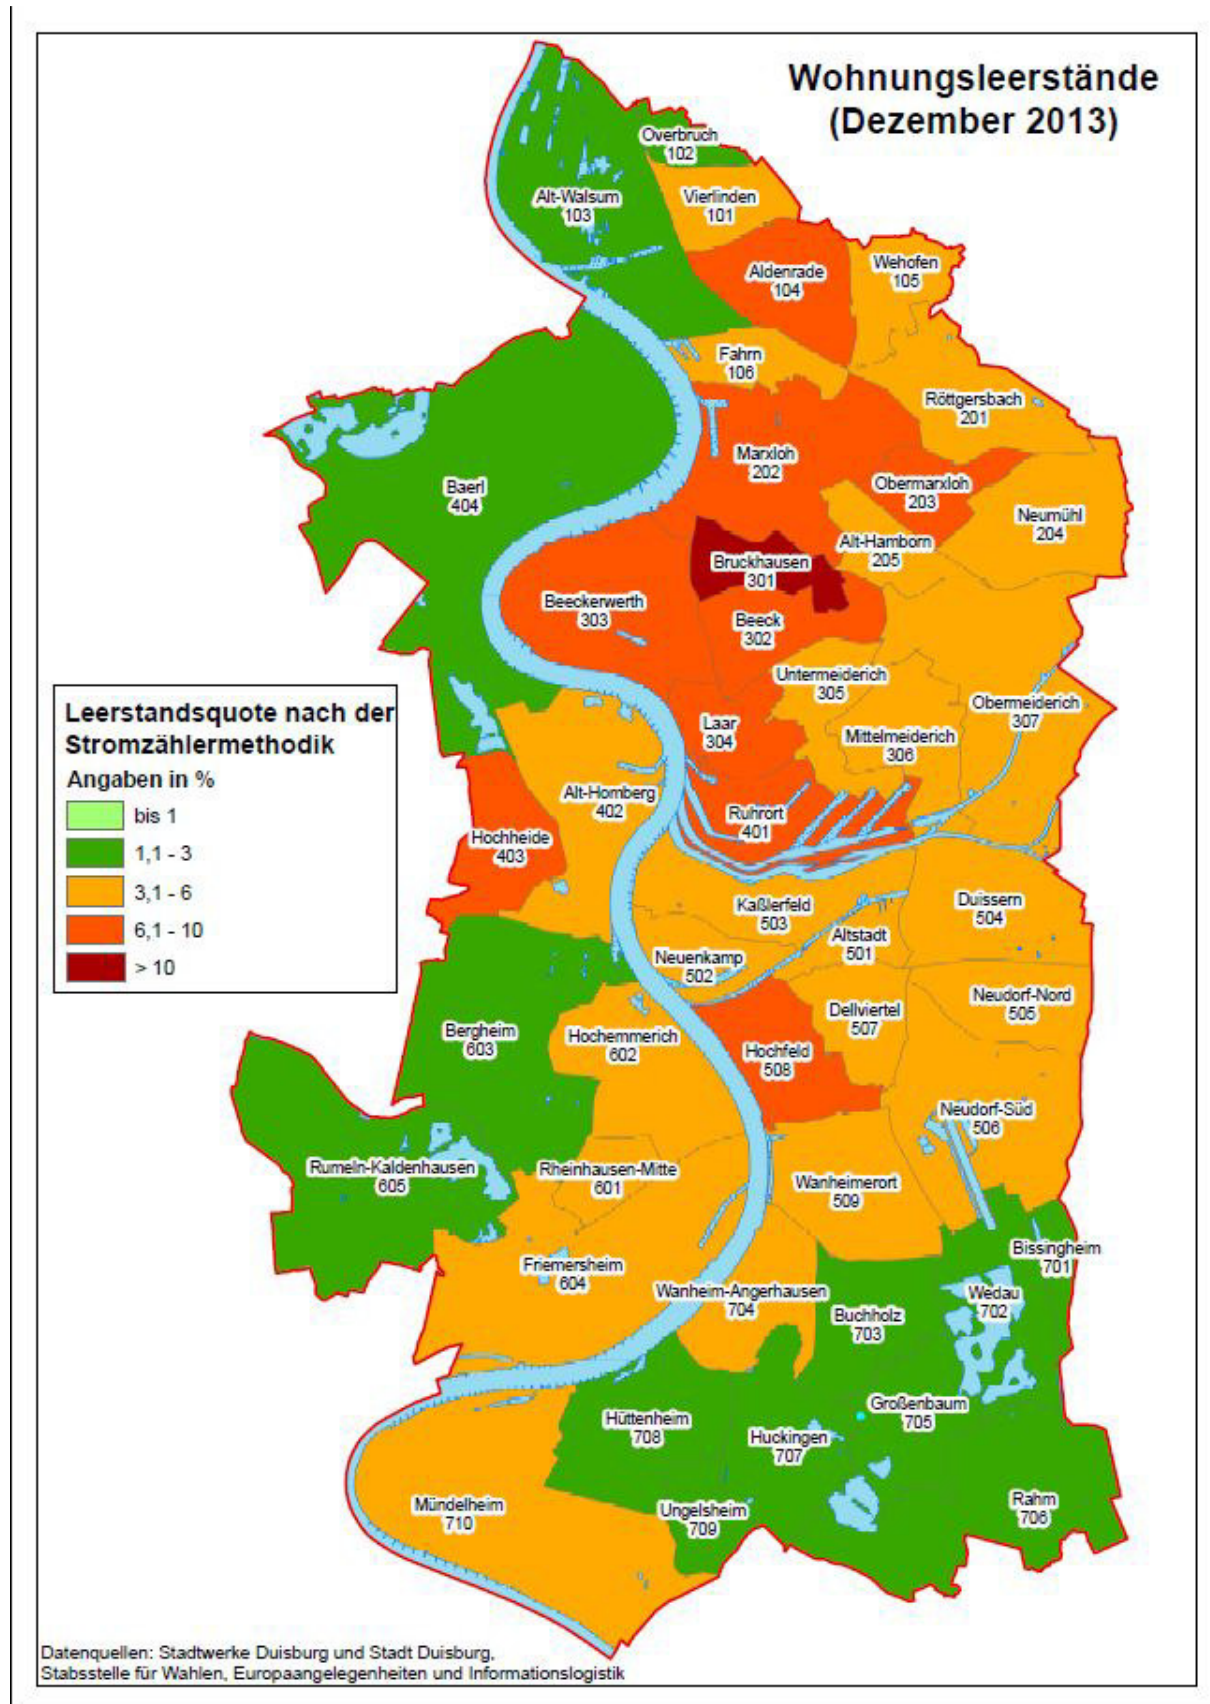 Wohnungsleerstände
(Dezember 2013)
Overbruch
102
Alt-Walsum
103
Vierlinden
101
Aldenrade
104
Wehofen
105
Fahrn
106
Röttgersbach
201
Marxloh
202
Obermarxloh
203
Baerl
404
Neumühl
204
Alt-Hamborn
205
Bruckhausen
301
Beeckerwerth
303
Beeck
302
Untermeiderich
305
Obermeiderich
307
Laar
304
Mittelmeiderich
306
Leerstandsquote nach der
Stromzählermethodik
Angaben in %
bis 1
1,1 - 3
3,1 - 6
6,1 - 10
> 10
Alt-Homberg
402
Ruhrort
401
Hochheide
403
Kaßlerfeld
503
Duissern
504
Altstadt
501
Neuenkamp
502
Neudorf-Nord
505
Dellviertel
507
Bergheim
603
Hochemmerich
602
Hochfeld
508
Neudorf-Süd
506
Rumeln-Kaldenhausen
605
Rheinhausen-Mitte
601
Wanheimerort
509
Bissingheim
701
Friemersheim
604
Wanheim-Angerhausen
704
Wedau
702
Buchholz
703
Großenbaum
705
Hüttenheim
708
Huckingen
707
Mündelheim
710
Ungelsheim
709
Rahm
706
Datenquellen: Stadtwerke Duisburg und Stadt Duisburg,
Stabsstelle für Wahlen, Europaangelegenheiten und Informationslogistik